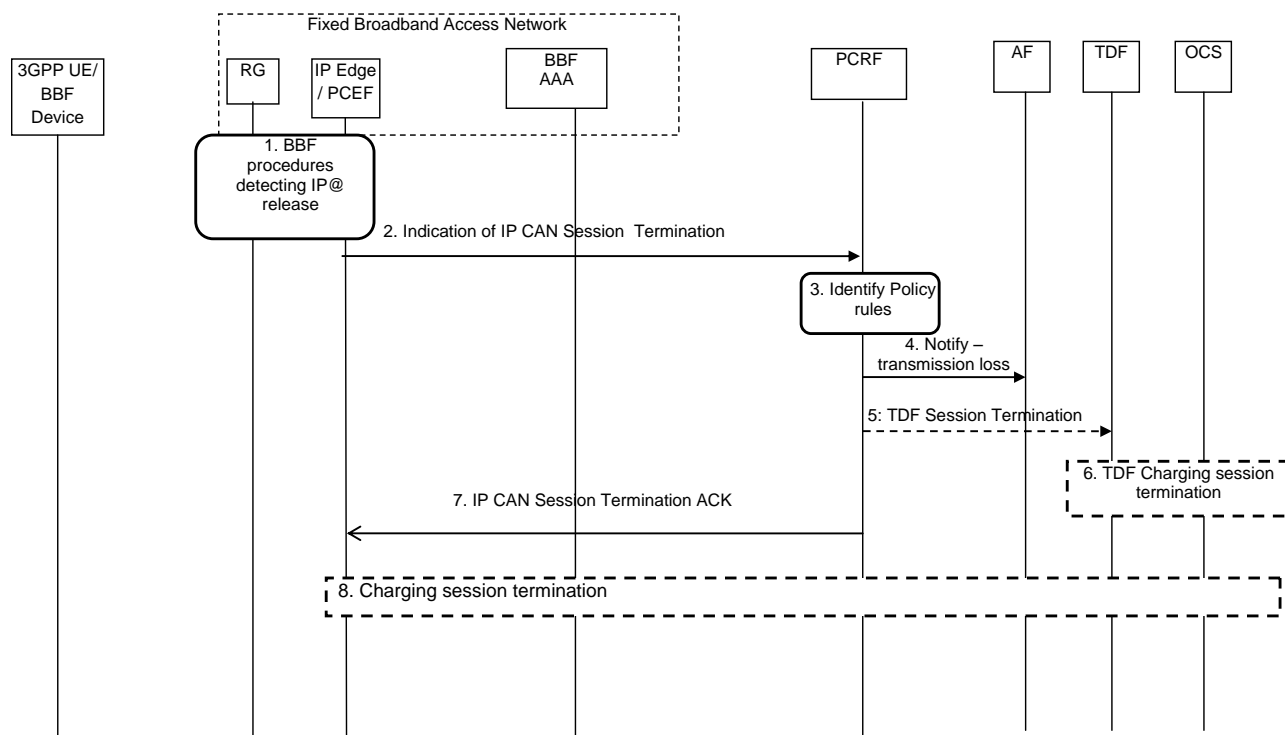 Fixed Broadband Access Network
3GPP UE/
BBF
Device
RG
IP Edge
/ PCEF
BBF
AAA
PCRF
AF
TDF
OCS
1. BBF
procedures
detecting IP@
release
2. Indication of IP CAN Session Termination
3. Identify Policy
rules
4. Notify –
transmission loss
5: TDF Session Termination
6. TDF Charging session
termination
7. IP CAN Session Termination ACK
8. Charging session termination